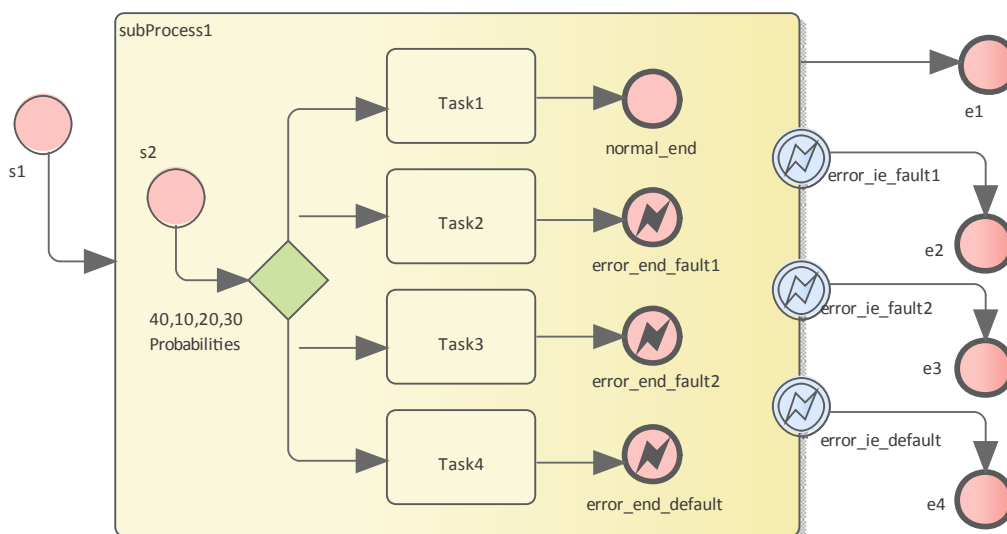 subProcess1
s1
s2
40,10,20,30
Probabilities
Task1
normal_end
Task2
error_end_fault1
Task3
error_end_fault2
Task4
error_end_default
e1
error_ie_fault1
e2
error_ie_fault2
e3
error_ie_default
e4